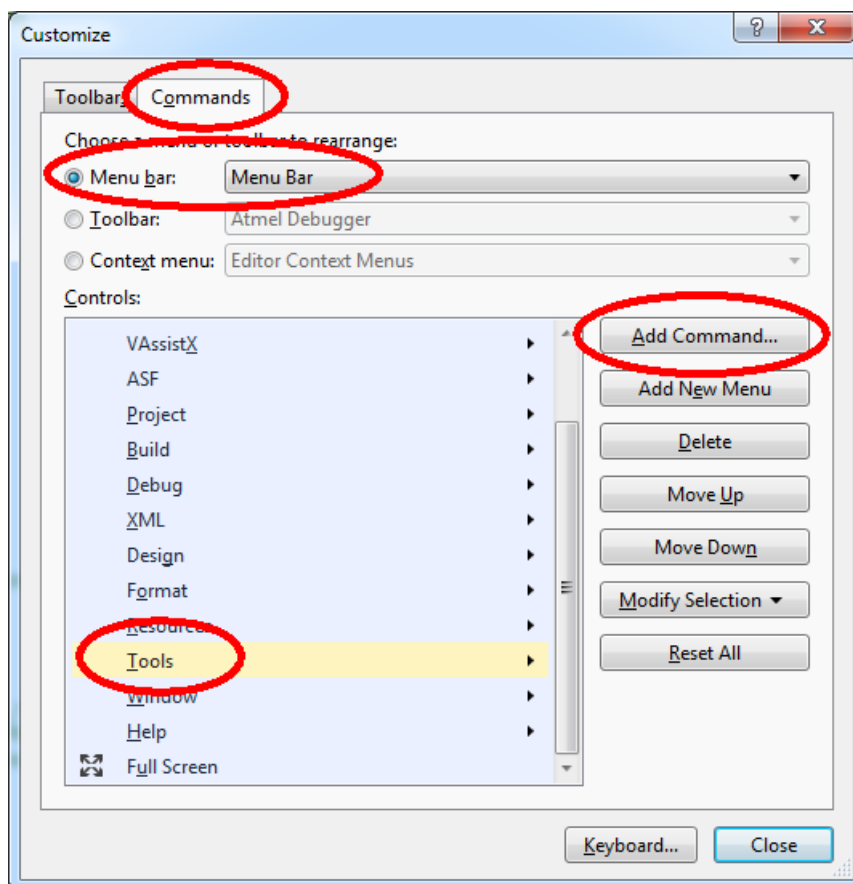 Customize
Toolbars Commands
Choose a menu or toolbar to rearrange:
Menu bar: Menu Bar
Toolbar: Atmel Debugger
Context menu: Editor Context Menus
Controls:
VAssistX
ASF
Project
Build
Debug
XML
Design
Format
Resources
Tools
Window
Help
Full Screen
Add Command...
Add New Menu
Delete
Move Up
Move Down
Modify Selection
Reset All
Keyboard...
Close